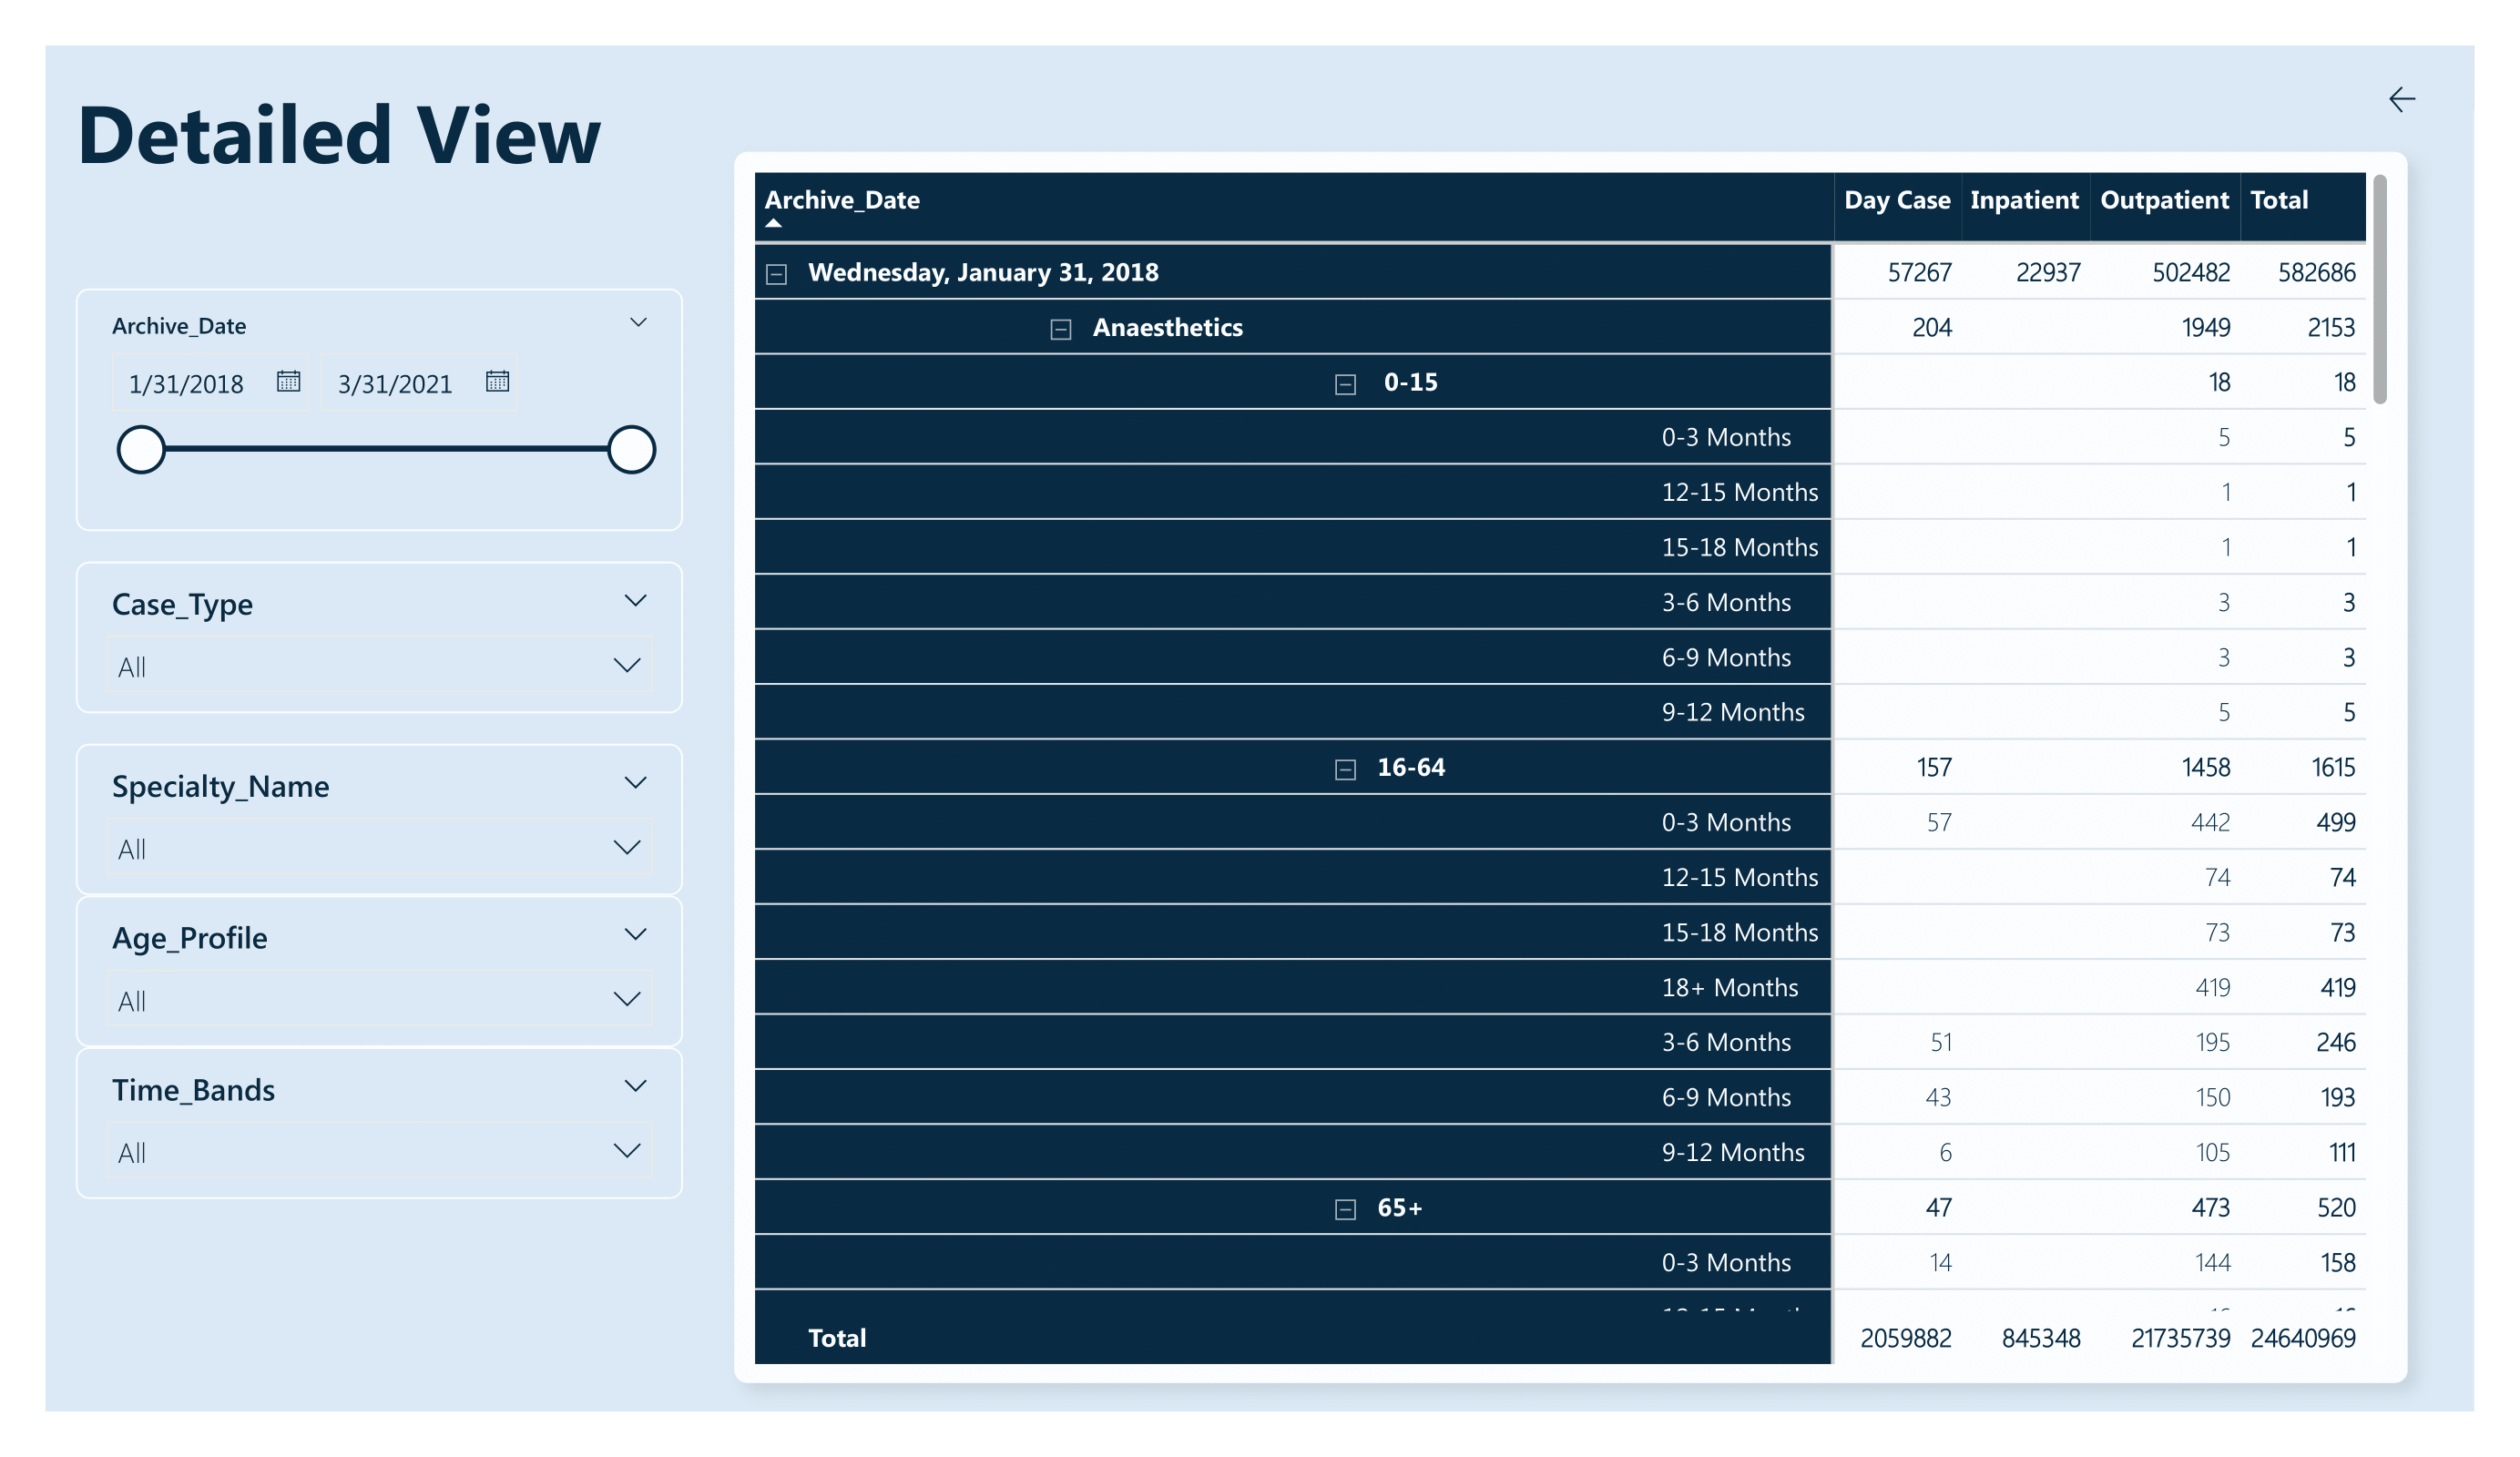 Detailed View
Archive_Date
1/31/2018 3/31/2021
Case_Type
All
Specialty_Name
All
Age_Profile
All
Time_Bands
All
Archive_Date Day Case Inpatient Outpatient Total
Wednesday, January 31, 2018 57267 22937 502482 582686
Anaesthetics 204 1949 2153
0-15 18 18
0-3 Months 5 5
12-15 Months 1 1
15-18 Months 1 1
3-6 Months 3 3
6-9 Months 3 3
9-12 Months 5 5
16-64 157 1458 1615
0-3 Months 57 442 499
12-15 Months 74 74
15-18 Months 73 73
18+ Months 419 419
3-6 Months 51 195 246
6-9 Months 43 150 193
9-12 Months 6 105 111
65+ 47 473 520
0-3 Months 14 144 158
Total 2059882 845348 21735739 24640969